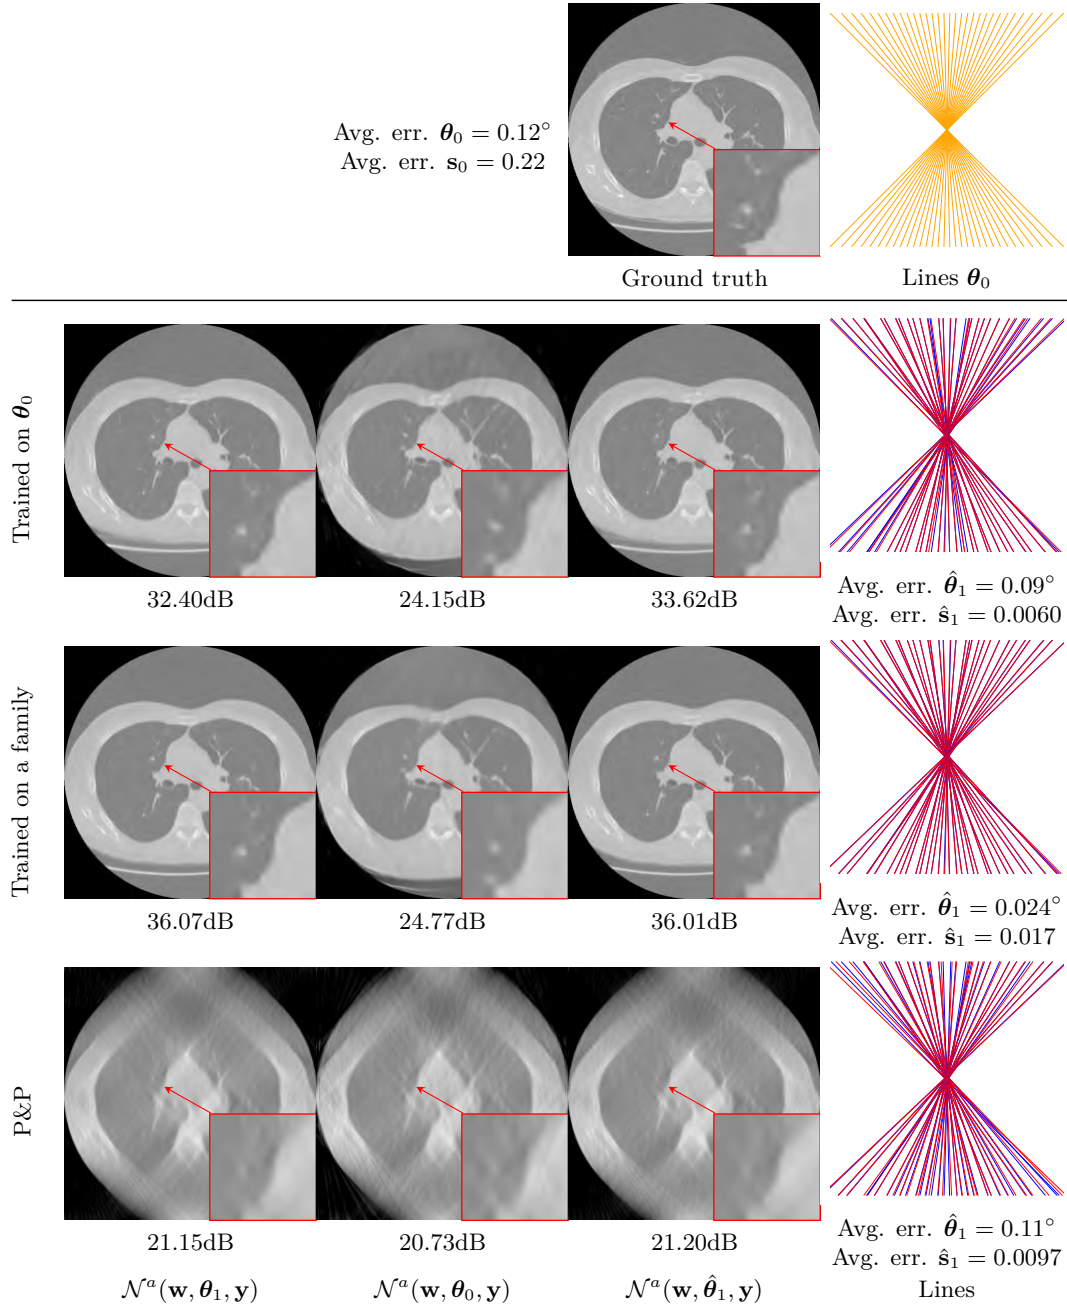 Avg. err. θ₀ = 0.12°
Avg. err. s₀ = 0.22
Ground truth
Lines θ₀
Trained on θ₀
32.40dB
24.15dB
33.62dB
Avg. err. θ̂₁ = 0.09°
Avg. err. ŝ₁ = 0.0060
Trained on a family
36.07dB
24.77dB
36.01dB
Avg. err. θ̂₁ = 0.024°
Avg. err. ŝ₁ = 0.017
P&P
21.15dB
20.73dB
21.20dB
Avg. err. θ̂₁ = 0.11°
Avg. err. ŝ₁ = 0.0097
𝒩ᵃ(w, θ₁, y)
𝒩ᵃ(w, θ₀, y)
𝒩ᵃ(w, θ̂₁, y)
Lines